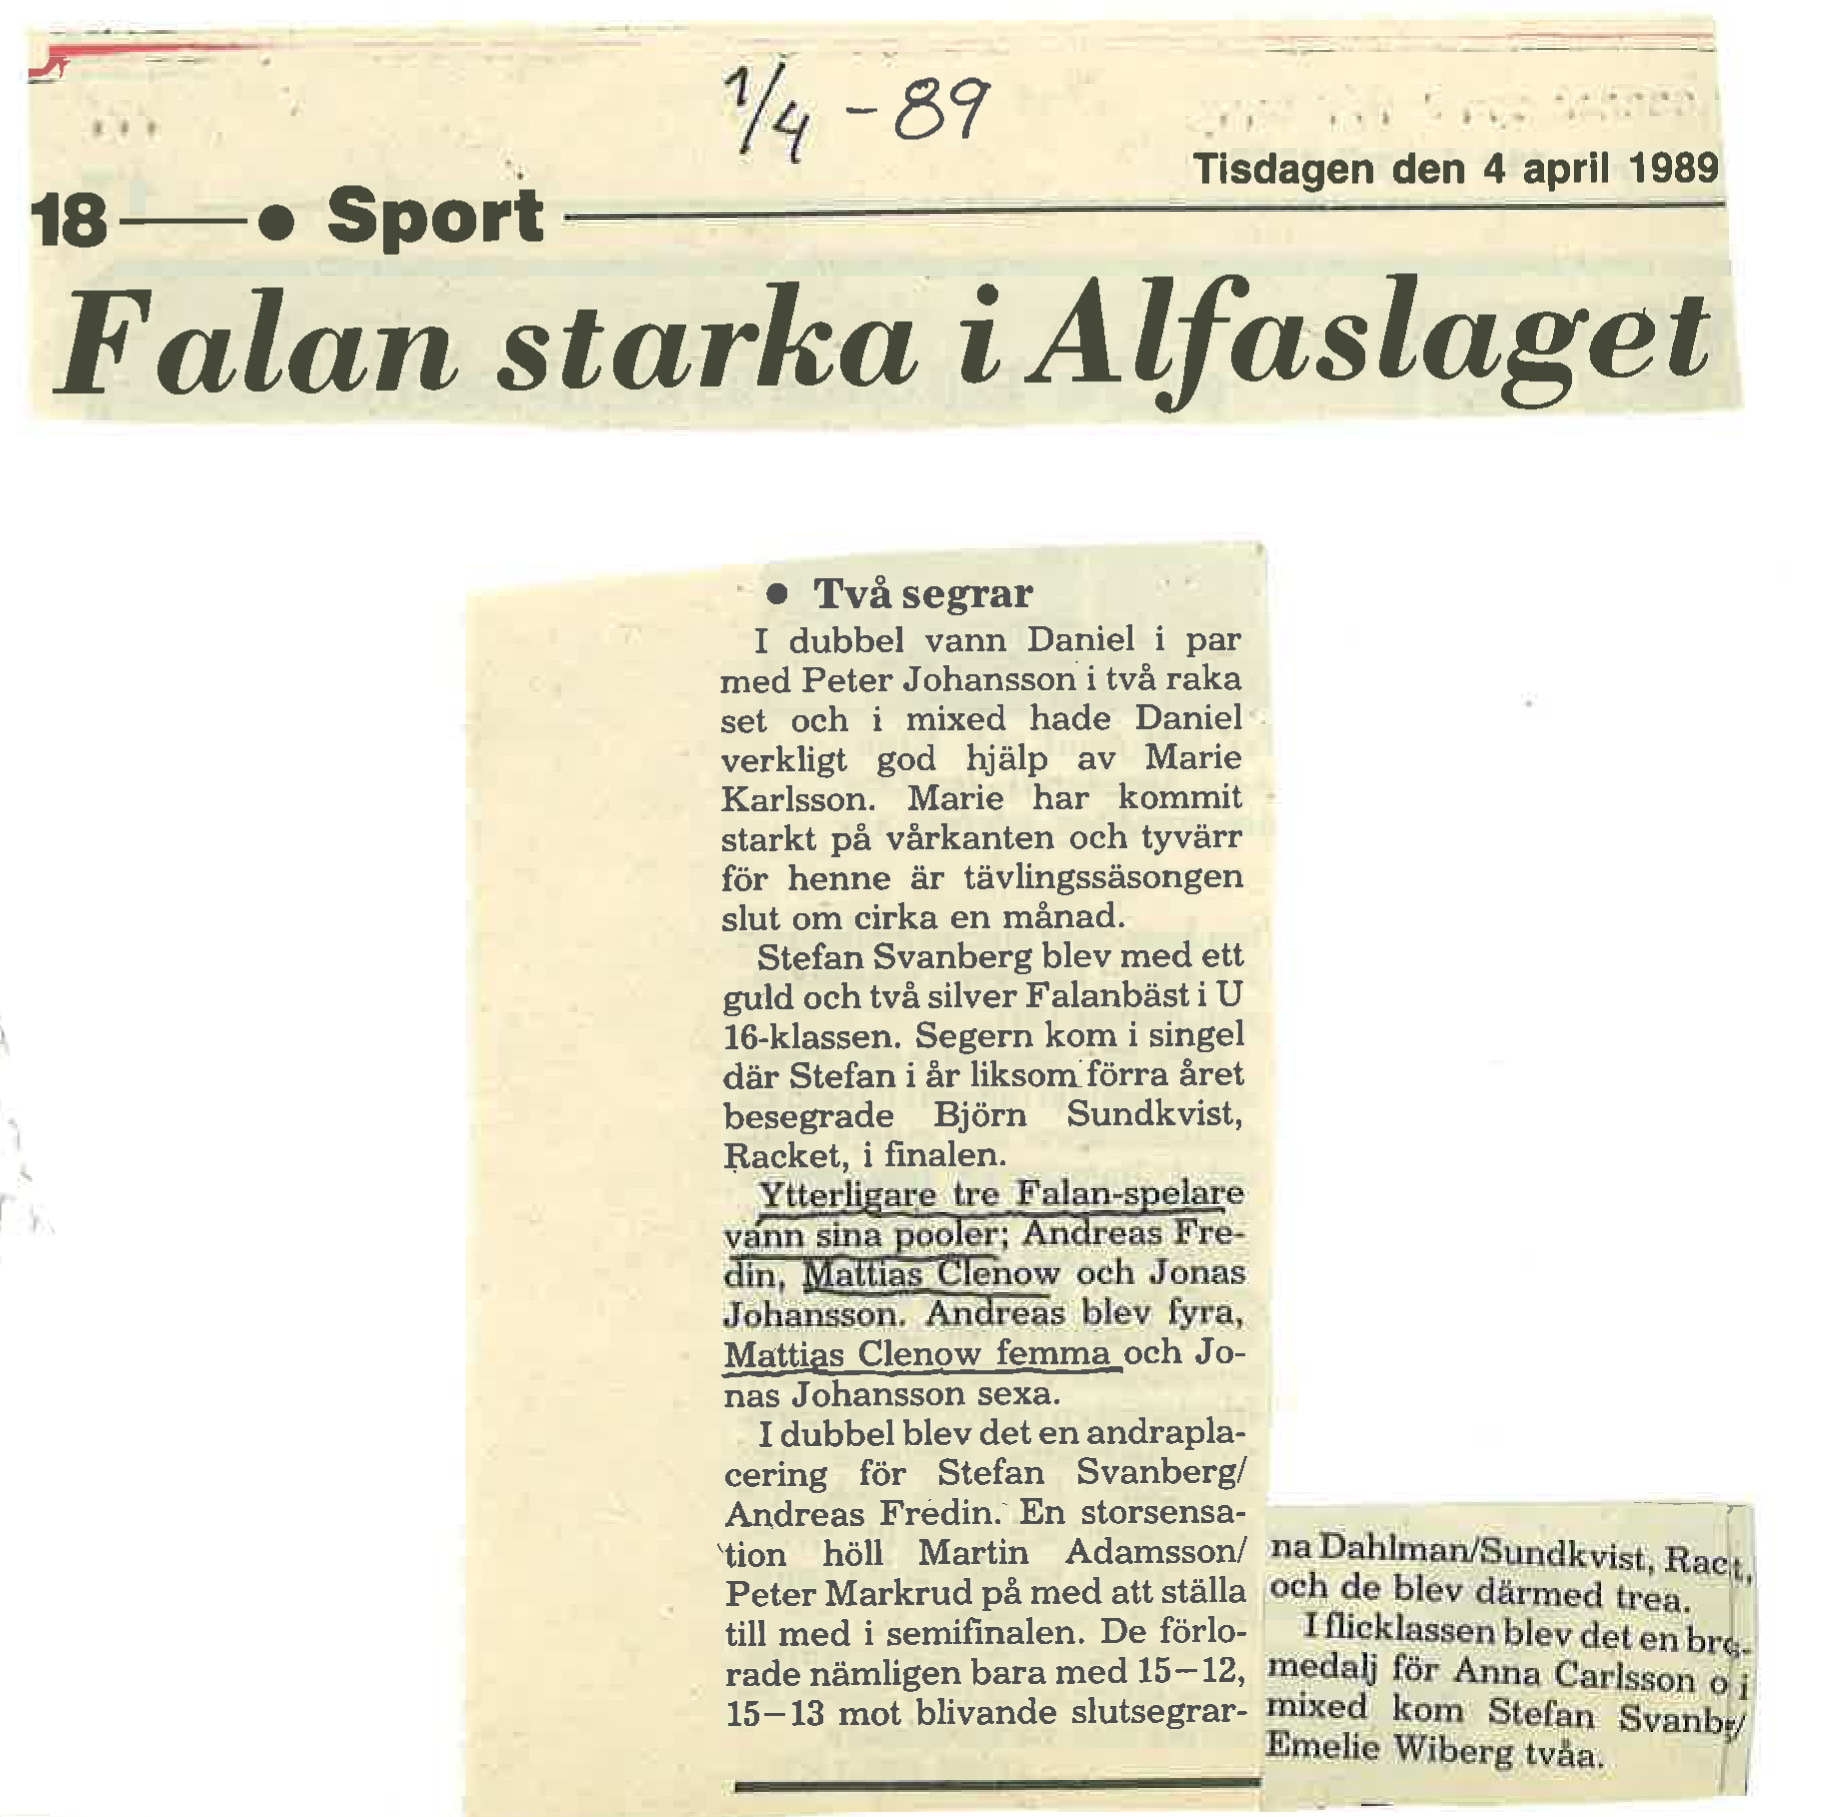 1/4 - 89
Tisdagen den 4 april 1989
18 — ● Sport
Falan starka i Alfaslaget
● Två segrar
I dubbel vann Daniel i par
med Peter Johansson i två raka
set och i mixed hade Daniel
verkligt god hjälp av Marie
Karlsson. Marie har kommit
starkt på vårkanten och tyvärr
för henne är tävlingssäsongen
slut om cirka en månad.
Stefan Svanberg blev med ett
guld och två silver Falanbäst i U
16-klassen. Segern kom i singel
där Stefan i år liksom förra året
besegrade Björn Sundkvist,
Racket, i finalen.
Ytterligare tre Falan-spelare
vann sina pooler; Andreas Fre-
din, Mattias Clenow och Jonas
Johansson. Andreas blev fyra,
Mattias Clenow femma och Jo-
nas Johansson sexa.
I dubbel blev det en andrapla-
cering för Stefan Svanberg/
Andreas Fredin. En storsensa-
tion höll Martin Adamsson/
Peter Markrud på med att ställa
till med i semifinalen. De förlo-
rade nämligen bara med 15–12,
15–13 mot blivande slutsegrar-
na Dahlman/Sundkvist,
och de blev därmed trea.
I flicklassen blev det en
medalj för Anna Carlsson
mixed kom Stefan
Emelie Wiberg tvåa.